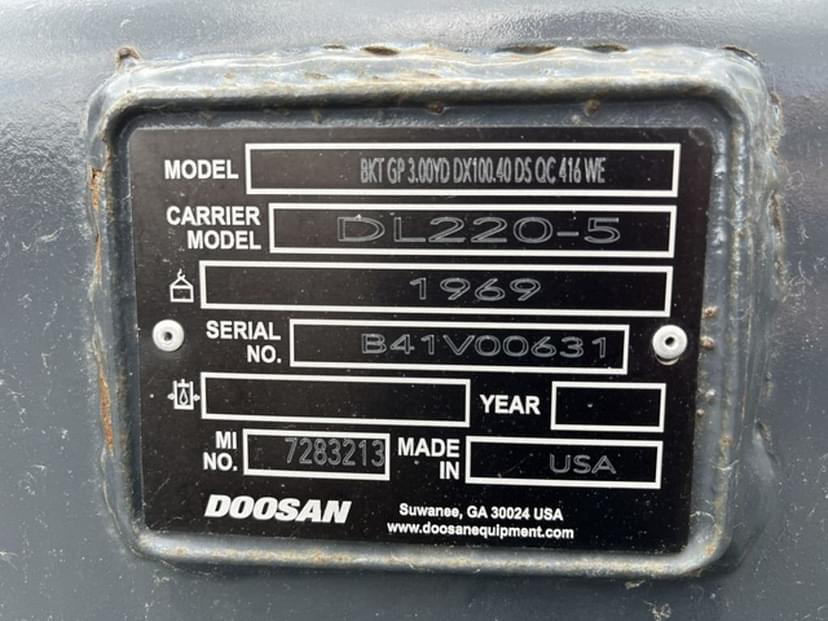 MODEL BKT GP 3.00YD DX100.40 DS QC 416 WE
CARRIER MODEL DL220-5
1969
SERIAL NO. B41V00631
YEAR
MI NO. 7283213 MADE IN USA
DOOSAN Suwanee, GA 30024 USA
www.doosanequipment.com